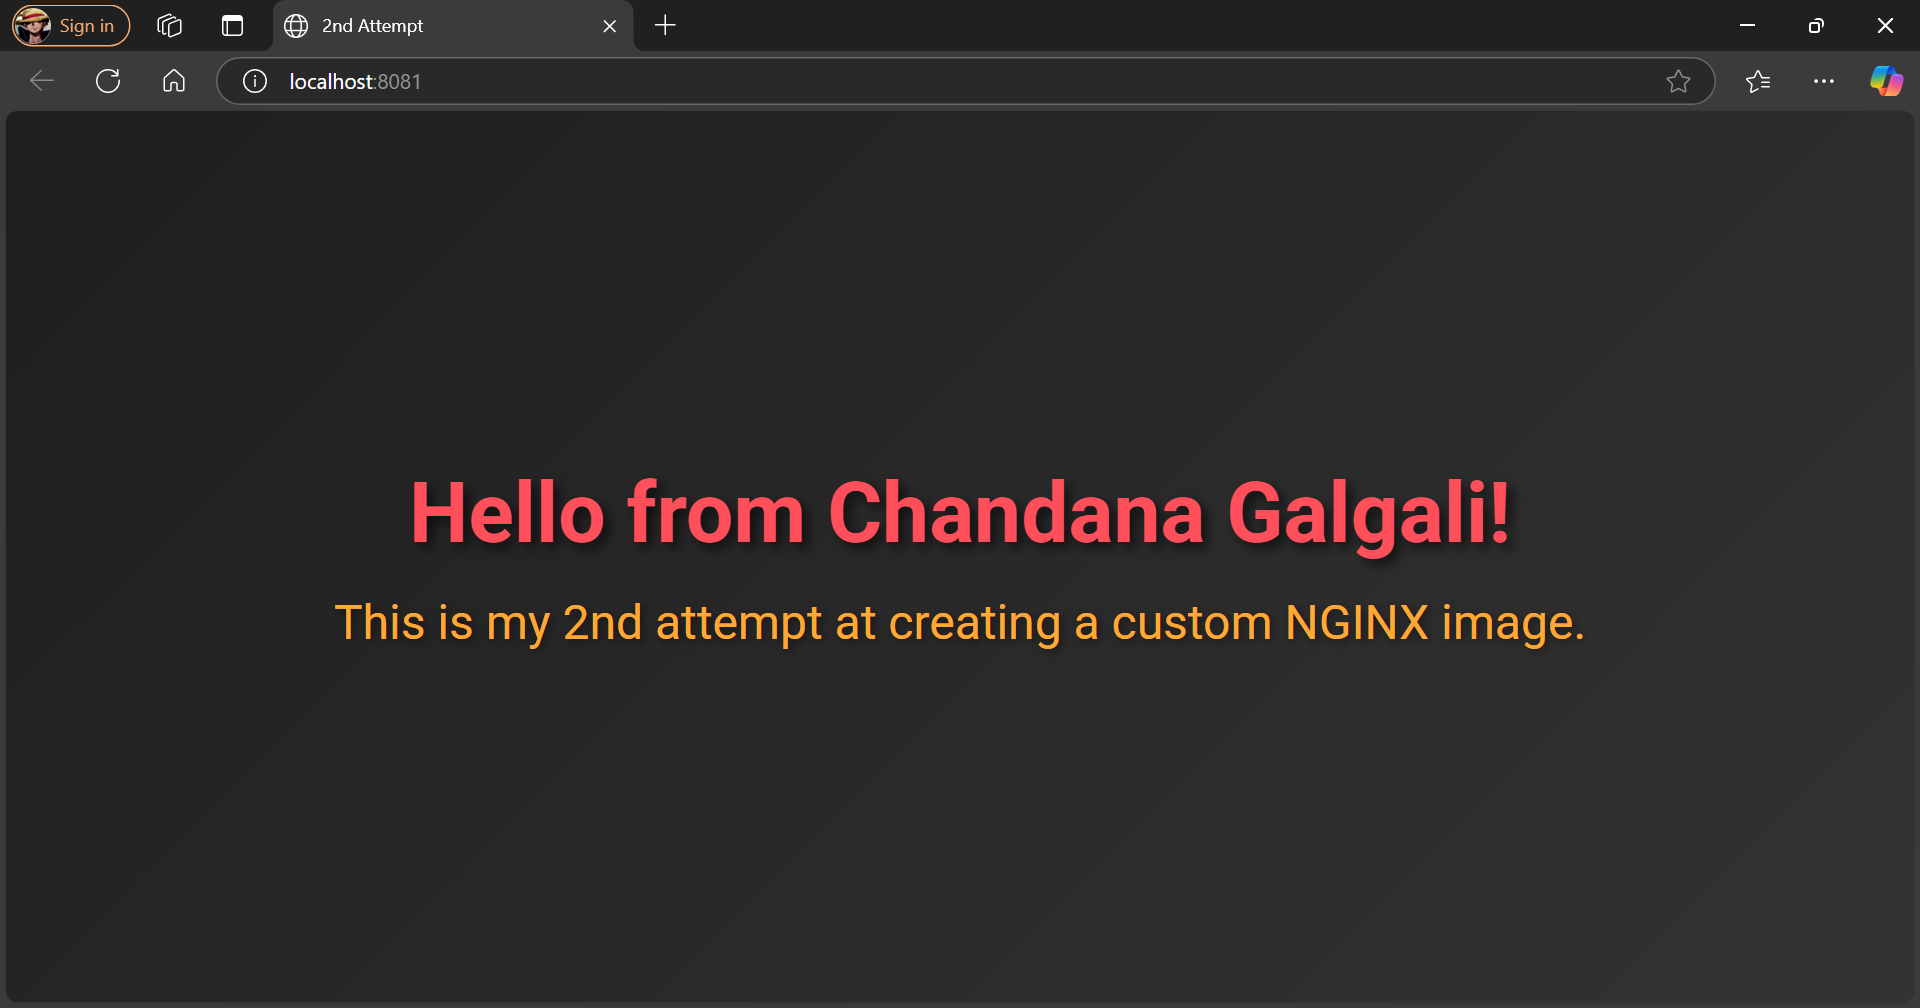 Sign in
2nd Attempt
localhost:8081
Hello from Chandana Galgali!
This is my 2nd attempt at creating a custom NGINX image.